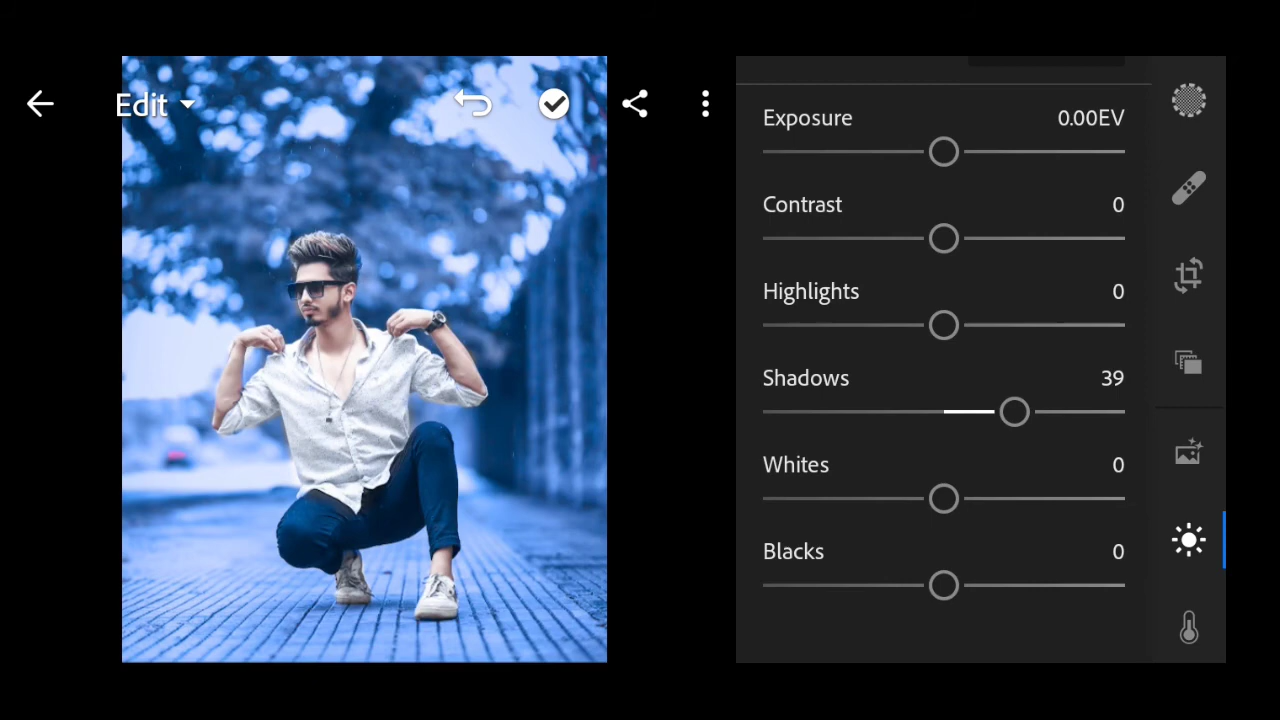 Edit
Exposure 0.00EV
Contrast 0
Highlights 0
Shadows 39
Whites 0
Blacks 0